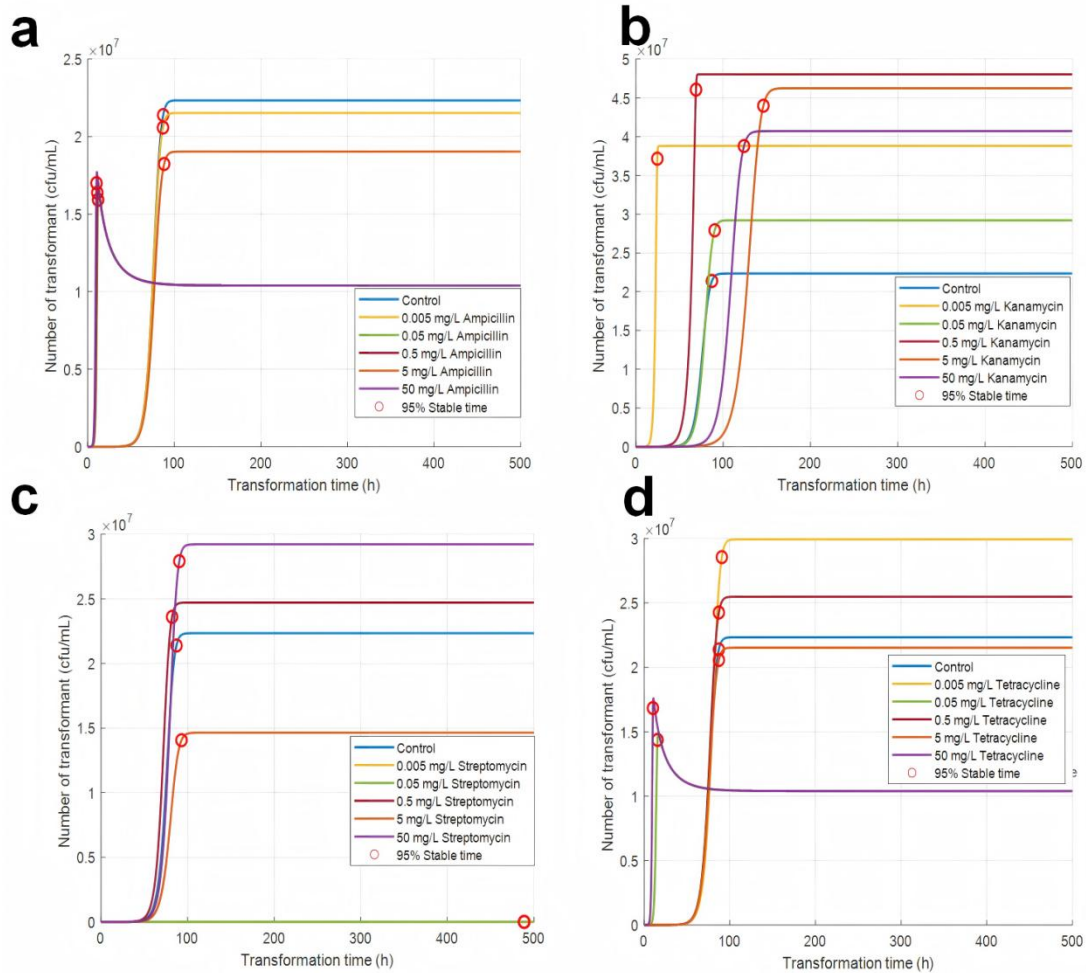 a
×10^7
2.5
2
1.5
1
0.5
0
Number of transformant (cfu/mL)
0 100 200 300 400 500
Transformation time (h)
Control
0.005 mg/L Ampicillin
0.05 mg/L Ampicillin
0.5 mg/L Ampicillin
5 mg/L Ampicillin
50 mg/L Ampicillin
95% Stable time
b
×10^7
5
4.5
4
3.5
3
2.5
2
1.5
1
0.5
0
Number of transformant (cfu/mL)
0 100 200 300 400 500
Transformation time (h)
Control
0.005 mg/L Kanamycin
0.05 mg/L Kanamycin
0.5 mg/L Kanamycin
5 mg/L Kanamycin
50 mg/L Kanamycin
95% Stable time
c
×10^7
3
2.5
2
1.5
1
0.5
0
Number of transformant (cfu/mL)
0 100 200 300 400 500
Transformation time (h)
Control
0.005 mg/L Streptomycin
0.05 mg/L Streptomycin
0.5 mg/L Streptomycin
5 mg/L Streptomycin
50 mg/L Streptomycin
95% Stable time
d
×10^7
3
2.5
2
1.5
1
0.5
0
Number of transformant (cfu/mL)
0 100 200 300 400 500
Transformation time (h)
Control
0.005 mg/L Tetracycline
0.05 mg/L Tetracycline
0.5 mg/L Tetracycline
5 mg/L Tetracycline
50 mg/L Tetracycline
95% Stable time